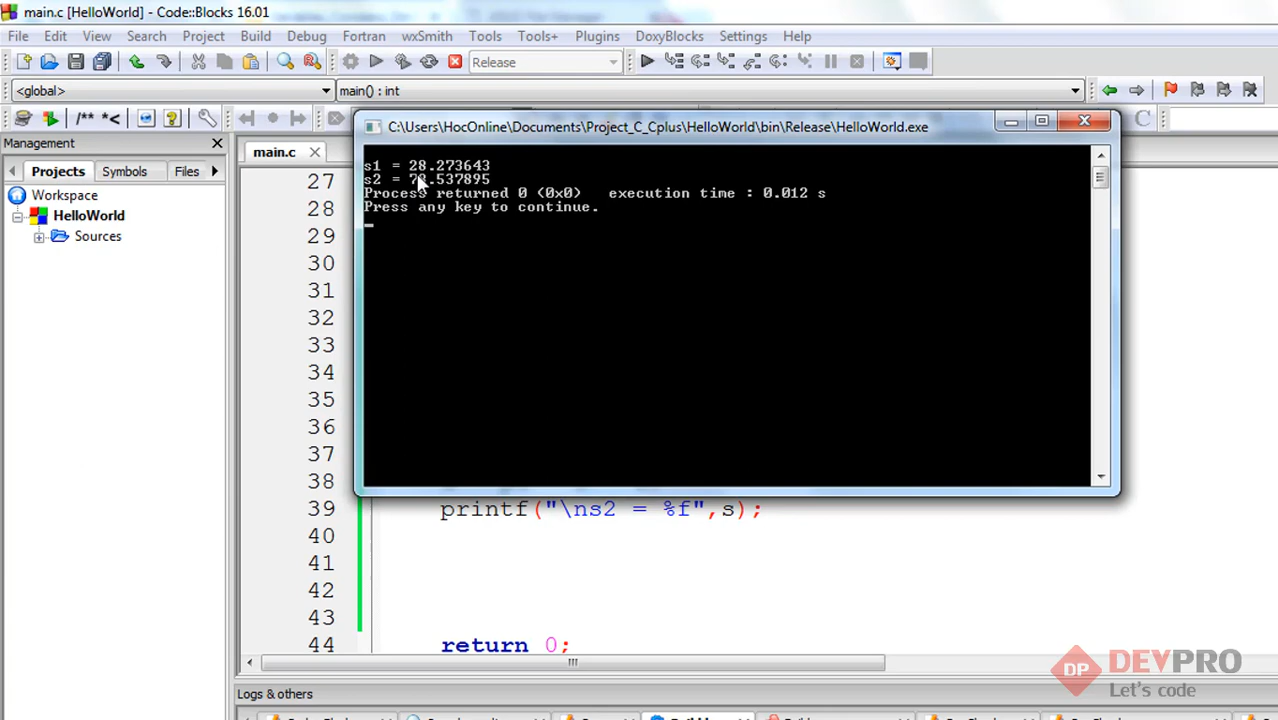 main.c [HelloWorld] - Code::Blocks 16.01
File Edit View Search Project Build Debug Fortran wxSmith Tools Tools+ Plugins DoxyBlocks Settings Help
Release
<global> main() : int
/** *<
C
Management
C:\Users\HocOnline\Documents\Project_C_Cplus\HelloWorld\bin\Release\HelloWorld.exe
main.c
Projects Symbols Files
Workspace
HelloWorld
Sources
s1 = 28.273643
s2 = 78.537895
Process returned 0 (0x0) execution time : 0.012 s
Press any key to continue.
27
28
29
30
31
32
33
34
35
36
37
38
39 printf("\ns2 = %f",s);
40
41
42
43
44 return 0;
DP DEVPRO
Let's code
Logs & others